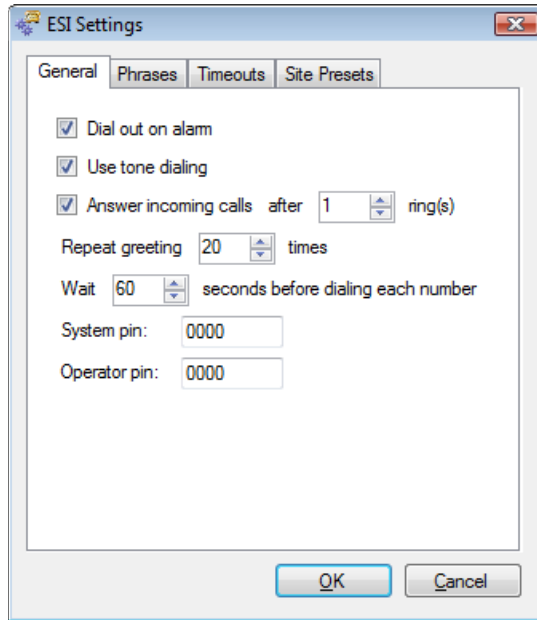 ESI Settings
General Phrases Timeouts Site Presets
Dial out on alarm
Use tone dialing
Answer incoming calls after 1 ring(s)
Repeat greeting 20 times
Wait 60 seconds before dialing each number
System pin: 0000
Operator pin: 0000
OK Cancel